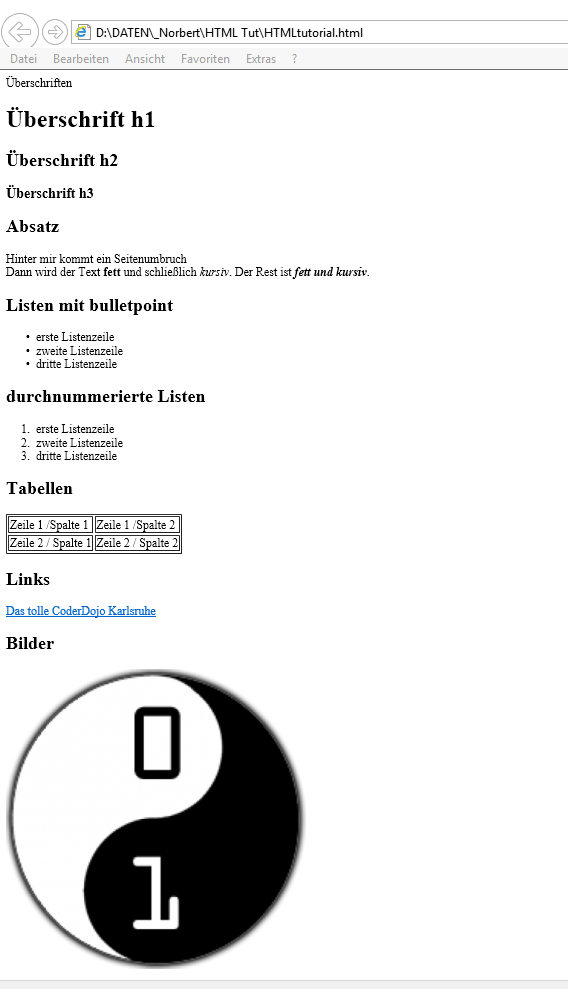 D:\DATEN\_Norbert\HTML Tut\HTMLtutorial.html
Datei Bearbeiten Ansicht Favoriten Extras ?
Überschriften
Überschrift h1
Überschrift h2
Überschrift h3
Absatz
Hinter mir kommt ein Seitenumbruch
Dann wird der Text fett und schließlich kursiv. Der Rest ist fett und kursiv.
Listen mit bulletpoint
• erste Listenzeile
• zweite Listenzeile
• dritte Listenzeile
durchnummerierte Listen
1. erste Listenzeile
2. zweite Listenzeile
3. dritte Listenzeile
Tabellen
Zeile 1 /Spalte 1 Zeile 1 /Spalte 2
Zeile 2 / Spalte 1 Zeile 2 / Spalte 2
Links
Das tolle CoderDojo Karlsruhe
Bilder
0
1